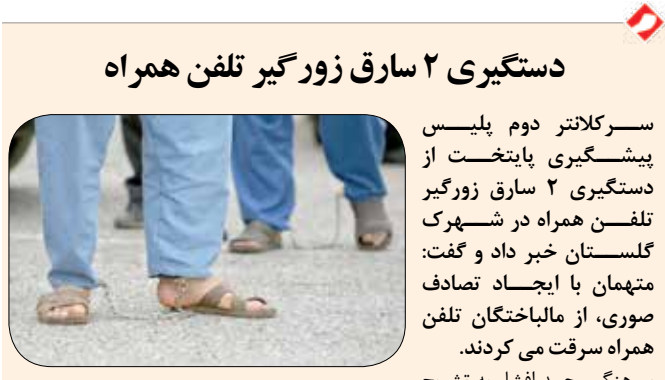 دستگیری ۲ سارق زورگیر تلفن همراه
سرکلانتر دوم پلیس
پیشگیری پایتخت از
دستگیری ۲ سارق زورگیر
تلفن همراه در شهرک
گلستان خبر داد و گفت:
متهمان با ایجاد تصادف
صوری، از مالباختگان تلفن
همراه سرقت می کردند.